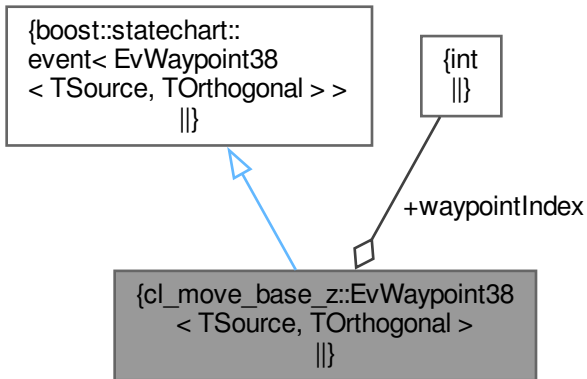 {boost::statechart::
event< EvWaypoint38
< TSource, TOrthogonal > >
||}
{int
||}
+waypointIndex
{cl_move_base_z::EvWaypoint38
< TSource, TOrthogonal >
||}